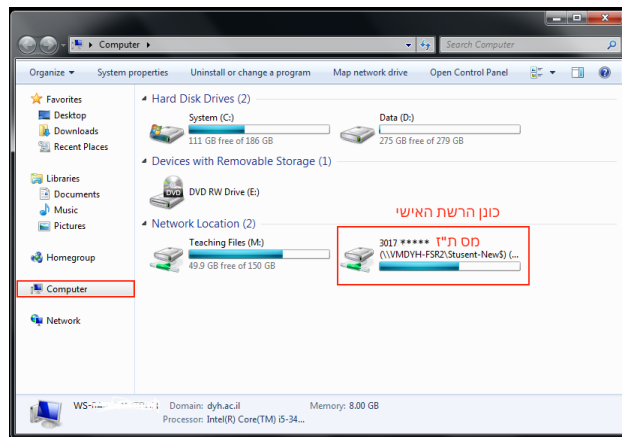 Computer
Search Computer
Organize
System properties
Uninstall or change a program
Map network drive
Open Control Panel
Favorites
Desktop
Downloads
Recent Places
Libraries
Documents
Music
Pictures
Homegroup
Computer
Network
Hard Disk Drives (2)
System (C:)
111 GB free of 186 GB
Data (D:)
275 GB free of 279 GB
Devices with Removable Storage (1)
DVD RW Drive (E:)
כונן הרשת האישי
Network Location (2)
Teaching Files (M:)
49.9 GB free of 150 GB
3017 ***** מס ת"ז
(\\VMDYH-FSR2\Stusent-New$) (...
Domain: dyh.ac.il
Memory: 8.00 GB
Processor: Intel(R) Core(TM) i5-34...